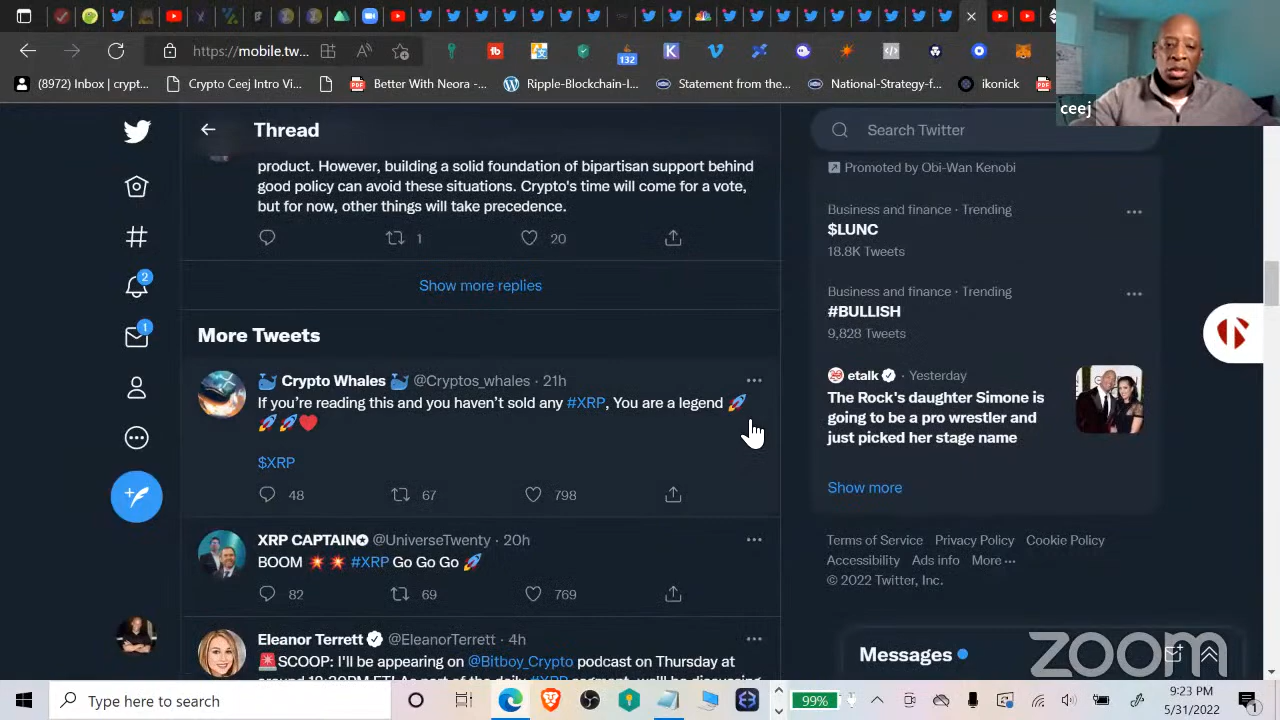 https://mobile.tw...
132
(8972) Inbox | crypt...
Crypto Ceej Intro Vi...
PDF
Better With Neoro...
Ripple-Blockchain-I...
Statement from the...
National-Strategy-f...
ikonick
PDF
ceej
Thread
product. However, building a solid foundation of bipartisan support behind
good policy can avoid these situations. Crypto's time will come for a vote,
but for now, other things will take precedence.
1
20
Show more replies
More Tweets
Crypto Whales @Cryptos_whales · 21h
If you're reading this and you haven't sold any #XRP, You are a legend 🚀
🚀🚀❤️
$XRP
48
67
798
XRP CAPTAIN✪ @UniverseTwenty · 20h
BOOM 💥💥 #XRP Go Go Go 🚀
82
69
769
Eleanor Terrett @EleanorTerrett · 4h
🚨SCOOP: I'll be appearing on @Bitboy_Crypto podcast on Thursday at
2
1
Search Twitter
Promoted by Obi-Wan Kenobi
Business and finance · Trending
$LUNC
18.8K Tweets
Business and finance · Trending
#BULLISH
9,828 Tweets
etalk · Yesterday
The Rock's daughter Simone is
going to be a pro wrestler and
just picked her stage name
Show more
Terms of Service Privacy Policy Cookie Policy
Accessibility Ads info More ···
© 2022 Twitter, Inc.
Messages
zoom
Type here to search
99%
9:23 PM
5/31/2022
1